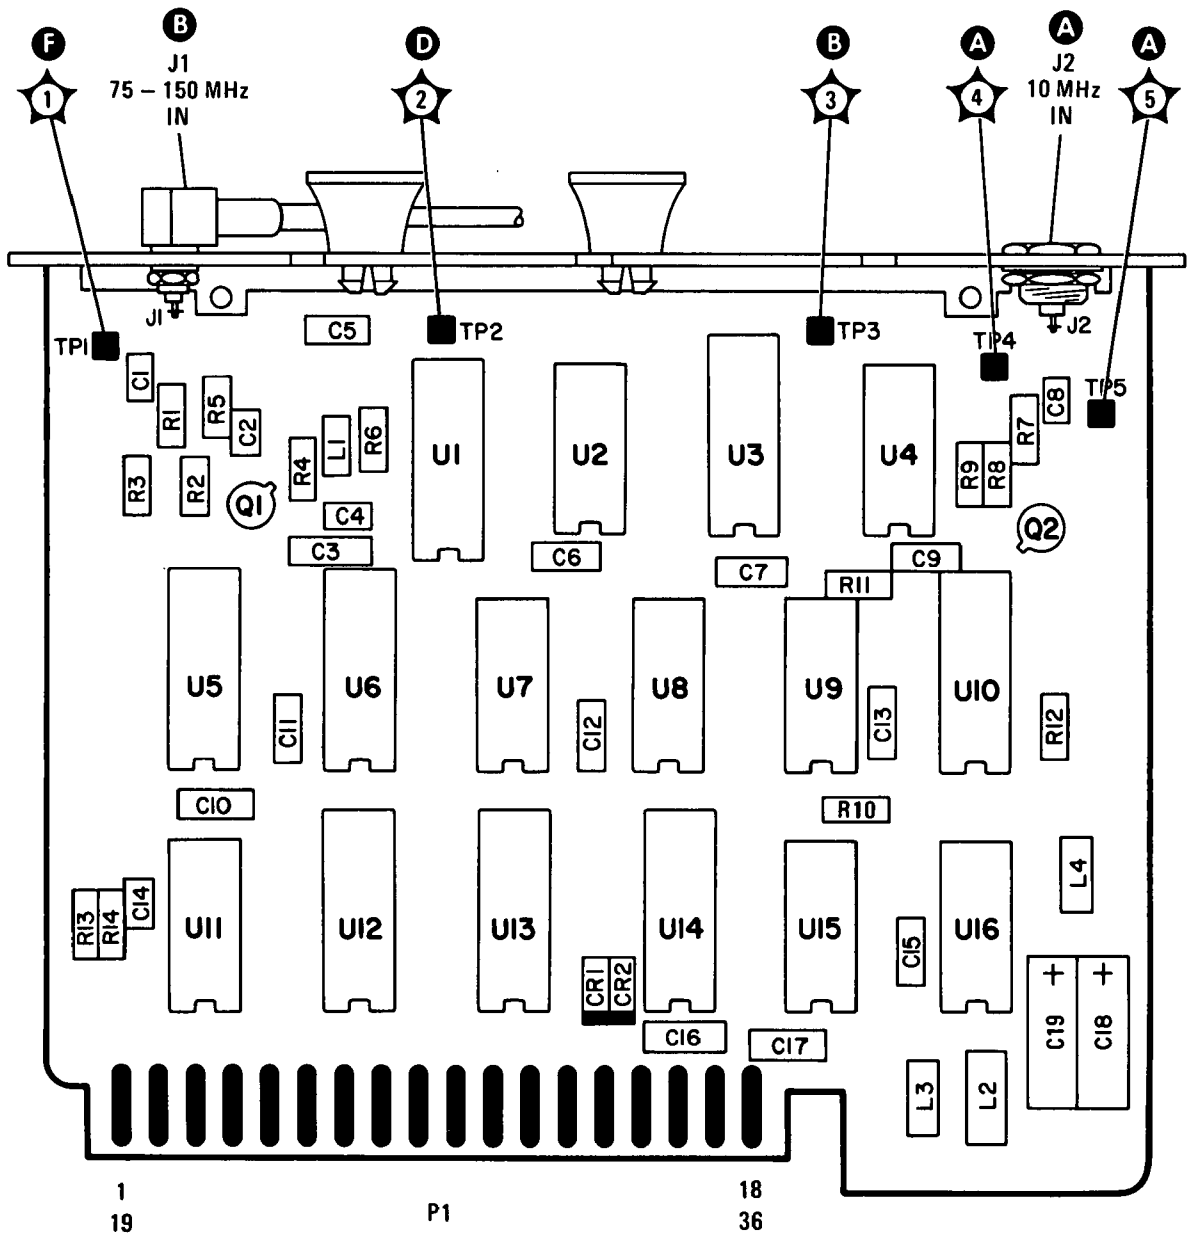 F
B
D
B
A
A
A
J1
75 – 150 MHz
IN
J2
10 MHz
IN
1
2
3
4
5
J1
J2
TP1
C5
TP2
TP3
TP4
TP5
C1
R1
R5
C2
L1
R6
R4
R3
R2
Q1
C4
C3
U1
U2
U3
U4
C8
R7
R9
R8
Q2
C6
C7
C9
R11
U5
U6
U7
U8
U9
U10
C11
C12
C13
R12
C10
R10
L4
R13
R14
C14
U11
U12
U13
U14
U15
U16
CR1
CR2
C15
+
+
C19
C18
C16
C17
L3
L2
1
19
P1
18
36